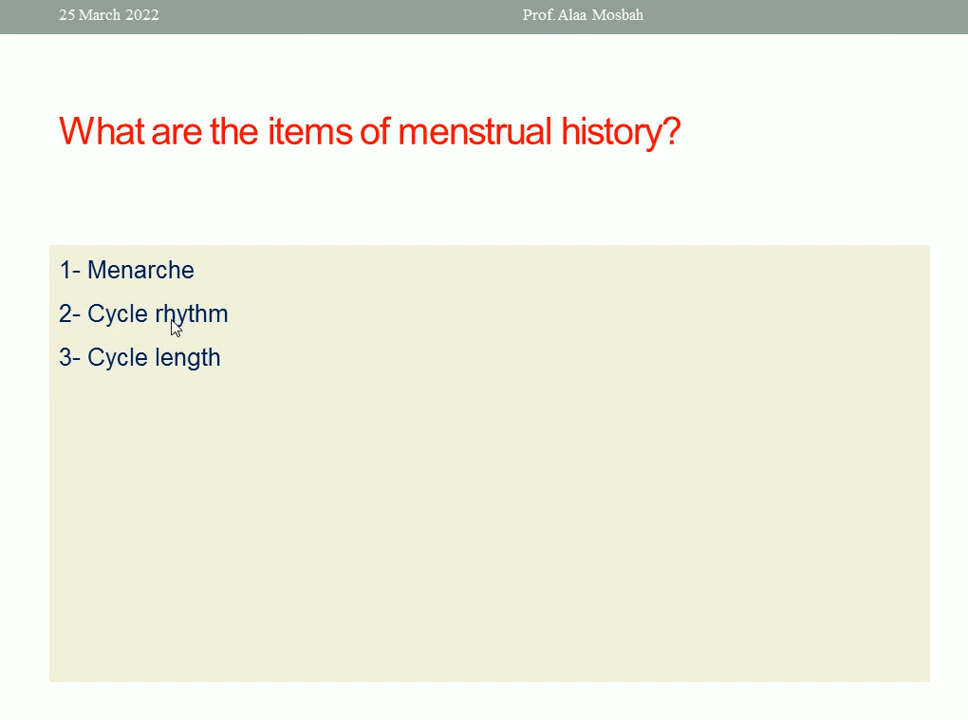 25 March 2022 Prof. Alaa Mosbah
What are the items of menstrual history?
1- Menarche
2- Cycle rhythm
3- Cycle length